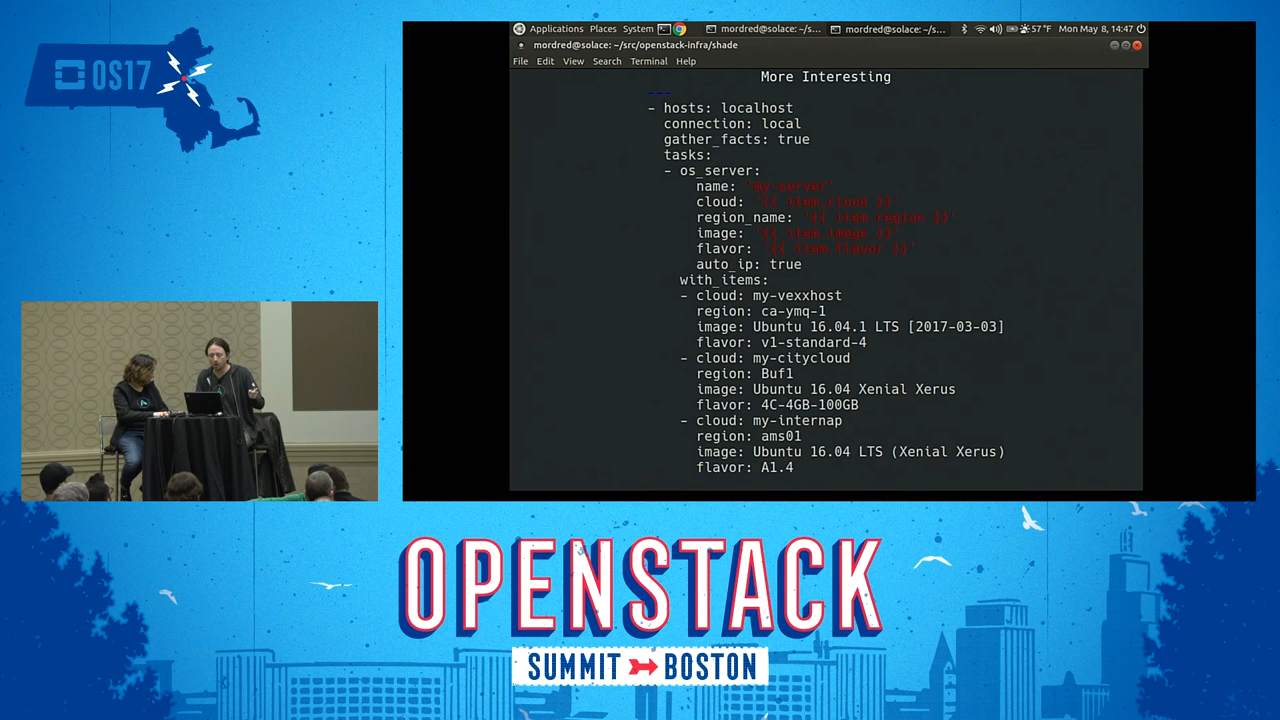 OS17
Applications Places System mordred@solace: ~/s... mordred@solace: ~/s... 57 °F Mon May 8, 14:47
mordred@solace: ~/src/openstack-infra/shade
File Edit View Search Terminal Help
More Interesting
---
- hosts: localhost
connection: local
gather_facts: true
tasks:
- os_server:
name: 'my-server'
cloud: '{{ item.cloud }}'
region_name: '{{ item.region }}'
image: '{{ item.image }}'
flavor: '{{ item.flavor }}'
auto_ip: true
with_items:
- cloud: my-vexxhost
region: ca-ymq-1
image: Ubuntu 16.04.1 LTS [2017-03-03]
flavor: v1-standard-4
- cloud: my-citycloud
region: Buf1
image: Ubuntu 16.04 Xenial Xerus
flavor: 4C-4GB-100GB
- cloud: my-internap
region: ams01
image: Ubuntu 16.04 LTS (Xenial Xerus)
flavor: A1.4
OPENSTACK
SUMMIT BOSTON